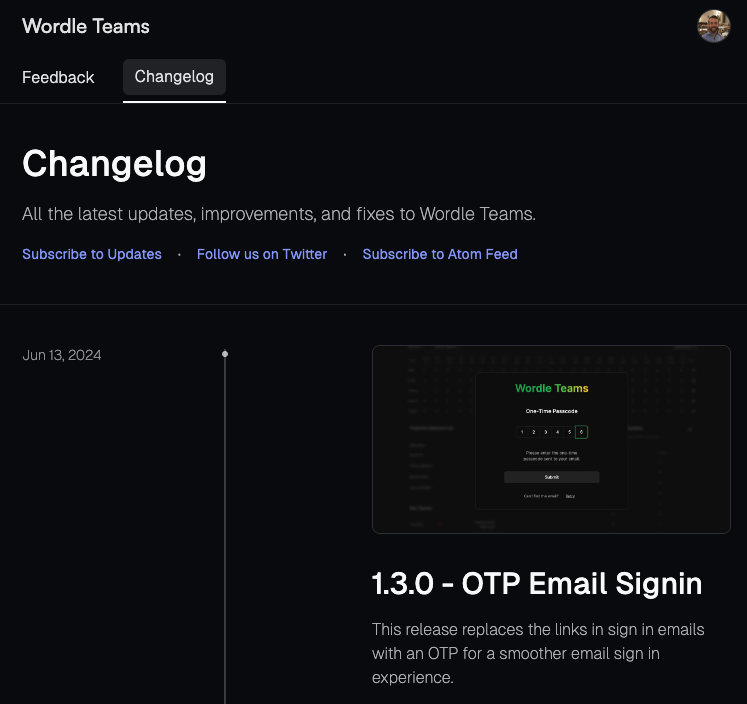 Wordle Teams
Feedback
Changelog
Changelog
All the latest updates, improvements, and fixes to Wordle Teams.
Subscribe to Updates · Follow us on Twitter · Subscribe to Atom Feed
Jun 13, 2024
Wordle Teams
One-Time Passcode
1 2 3 4 5 6
Please enter the one-time
passcode sent to your email
Submit
Can't find the email? Retry
1.3.0 - OTP Email Signin
This release replaces the links in sign in emails
with an OTP for a smoother email sign in
experience.